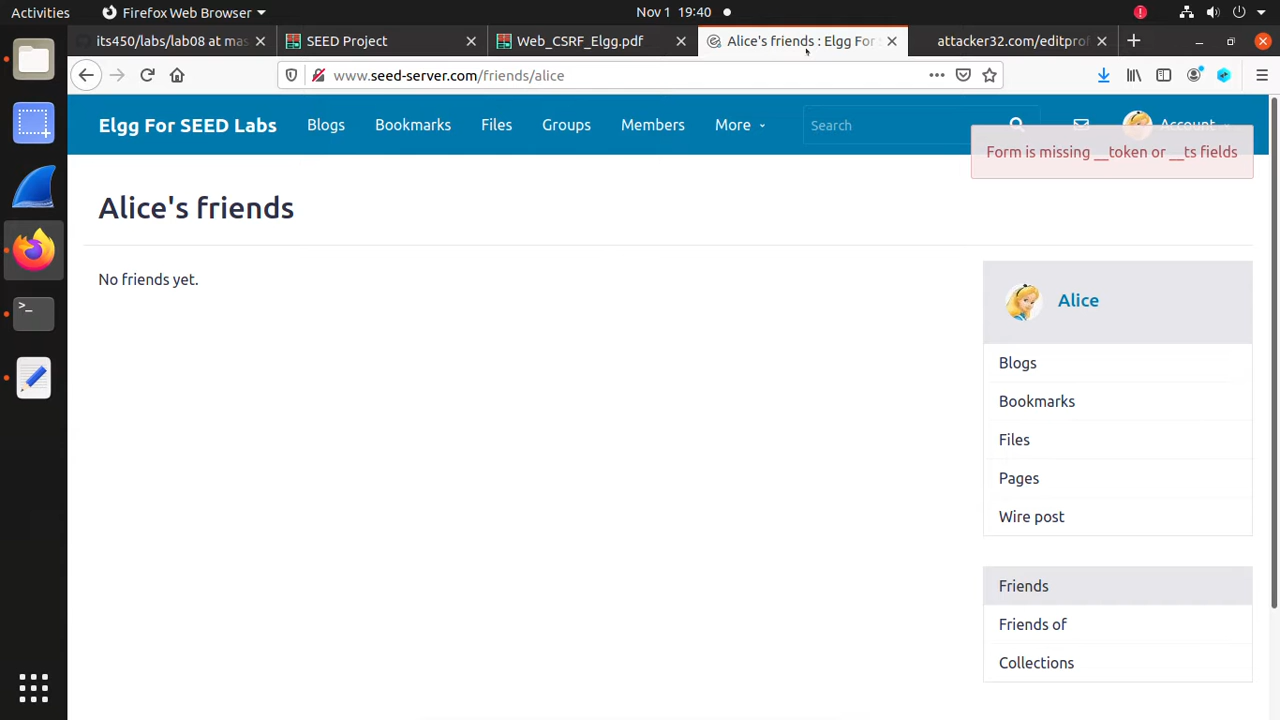 Activities
Firefox Web Browser
Nov 1 19:40
its450/labs/lab08 at mas
SEED Project
Web_CSRF_Elgg.pdf
Alice's friends : Elgg For
attacker32.com/editprof
www.seed-server.com/friends/alice
Elgg For SEED Labs
Blogs
Bookmarks
Files
Groups
Members
More
Search
Account
Form is missing __token or __ts fields
Alice's friends
No friends yet.
Alice
Blogs
Bookmarks
Files
Pages
Wire post
Friends
Friends of
Collections